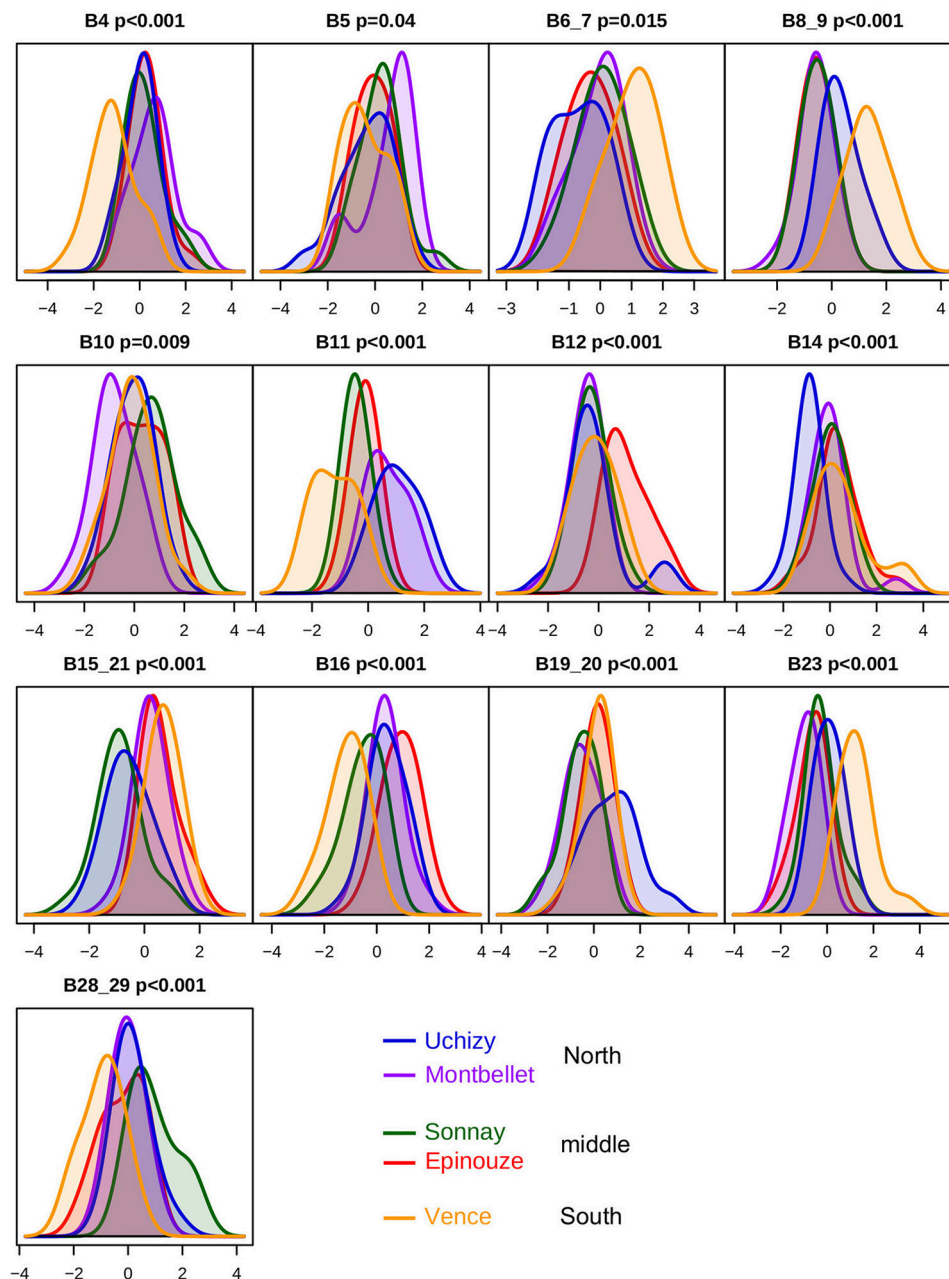 B4 p<0.001 B5 p=0.04 B6_7 p=0.015 B8_9 p<0.001
−4 −2 0 2 4 −4 −2 0 2 4 −3 −1 0 1 2 3 −2 0 2 4
B10 p=0.009 B11 p<0.001 B12 p<0.001 B14 p<0.001
−4 −2 0 2 4 −4 −2 0 2 4 −4 −2 0 2 4 −4 −2 0 2 4
B15_21 p<0.001 B16 p<0.001 B19_20 p<0.001 B23 p<0.001
−4 −2 0 2 −4 −2 0 2 4 −4 −2 0 2 4 −4 −2 0 2 4
B28_29 p<0.001
Uchizy
North
Montbellet
Sonnay
middle
Epinouze
Vence South
−4 −2 0 2 4